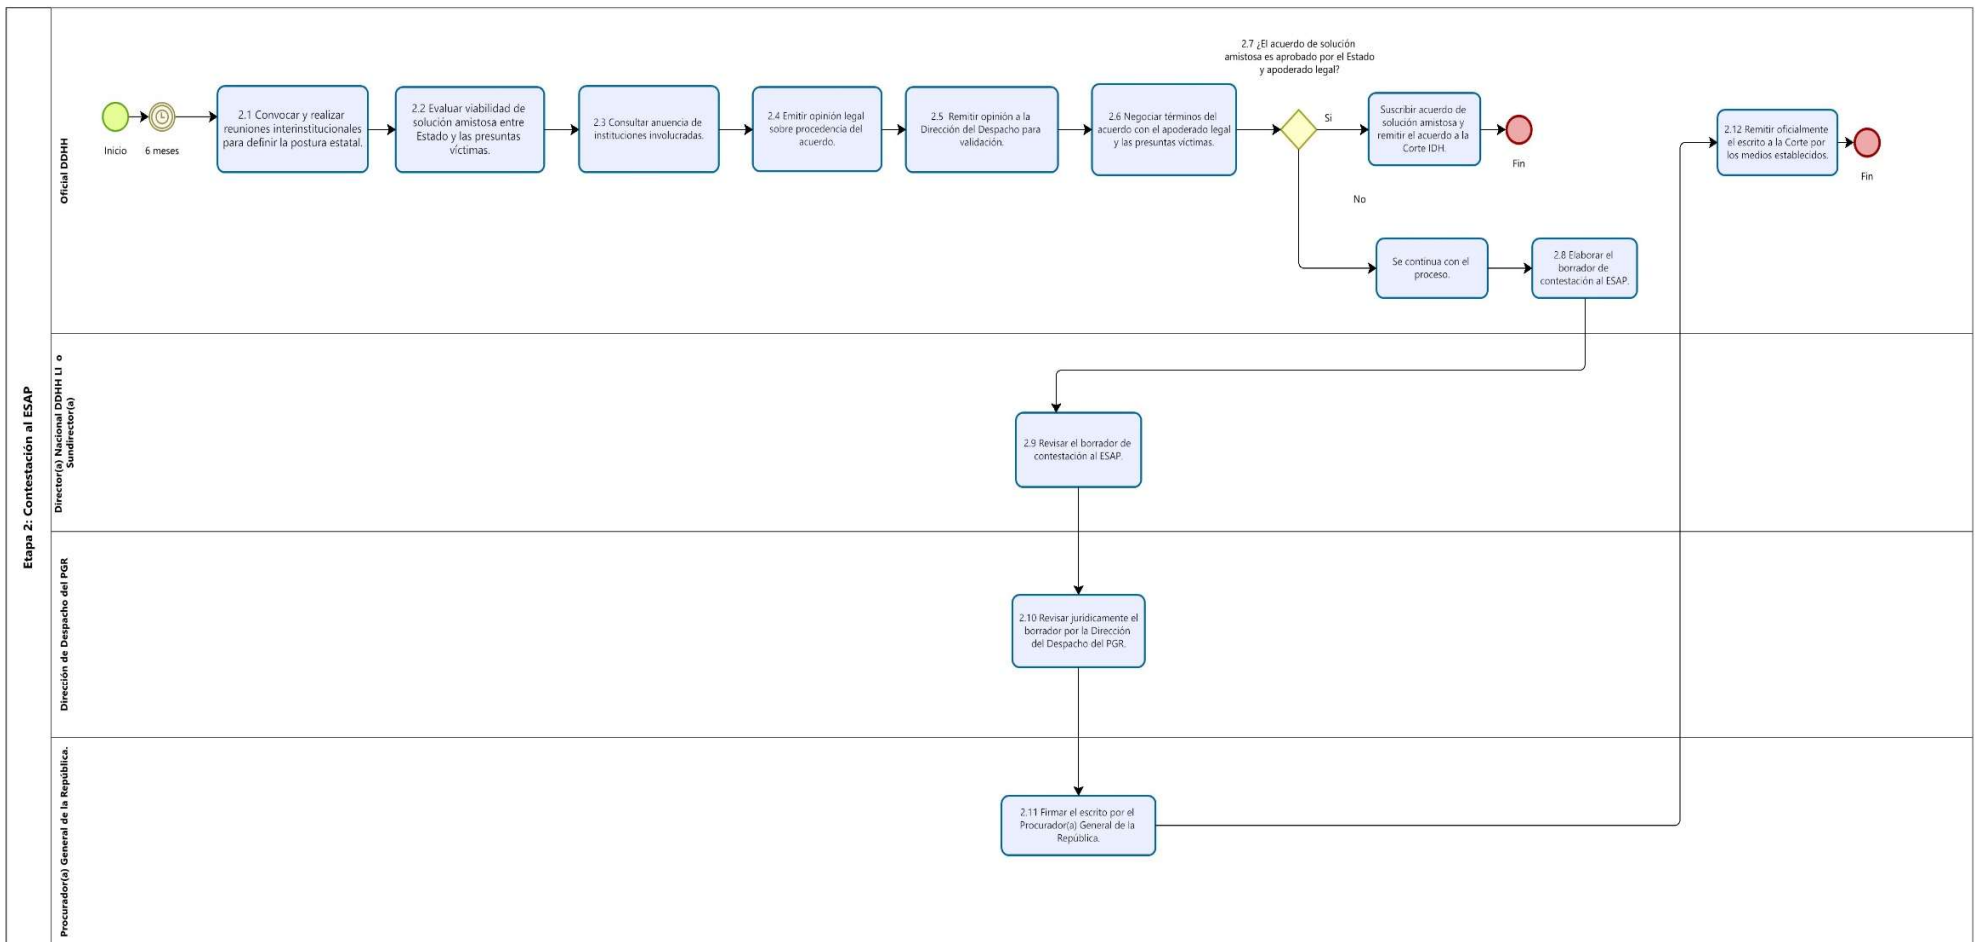 Etapa 2: Contestación al ESAP
Oficial DDHH
Inicio
6 meses
2.1 Convocar y realizar
reuniones interinstitucionales
para definir la postura estatal.
2.2 Evaluar viabilidad de
solución amistosa entre
Estado y las presuntas
víctimas.
2.3 Consultar anuencia de
instituciones involucradas.
2.4 Emitir opinión legal
sobre procedencia del
acuerdo.
2.5 Remitir opinión a la
Dirección del Despacho para
validación.
2.6 Negociar términos del
acuerdo con el apoderado legal
y las presuntas víctimas.
2.7 ¿El acuerdo de solución
amistosa es aprobado por el Estado
y apoderado legal?
Si
Suscribir acuerdo de
solución amistosa y
remitir el acuerdo a la
Corte IDH.
Fin
No
Se continua con el
proceso.
2.8 Elaborar el
borrador de
contestación al ESAP.
2.12 Remitir oficialmente
el escrito a la Corte por
los medios establecidos.
Fin
Director(a) Nacional DDHH LI o
Sundirector(a)
2.9 Revisar el borrador de
contestación al ESAP.
Dirección de Despacho del PGR
2.10 Revisar jurídicamente el
borrador por la Dirección
del Despacho del PGR.
Procurador(a) General de la República.
2.11 Firmar el escrito por el
Procurador(a) General de la
República.